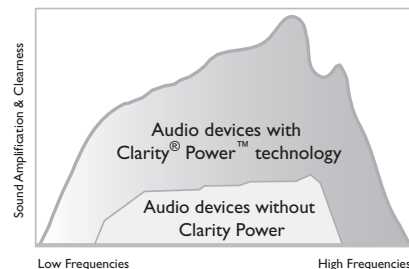 Sound Amplification & Clearness
Audio devices with
Clarity® Power™ technology
Audio devices without
Clarity Power
Low Frequencies
High Frequencies